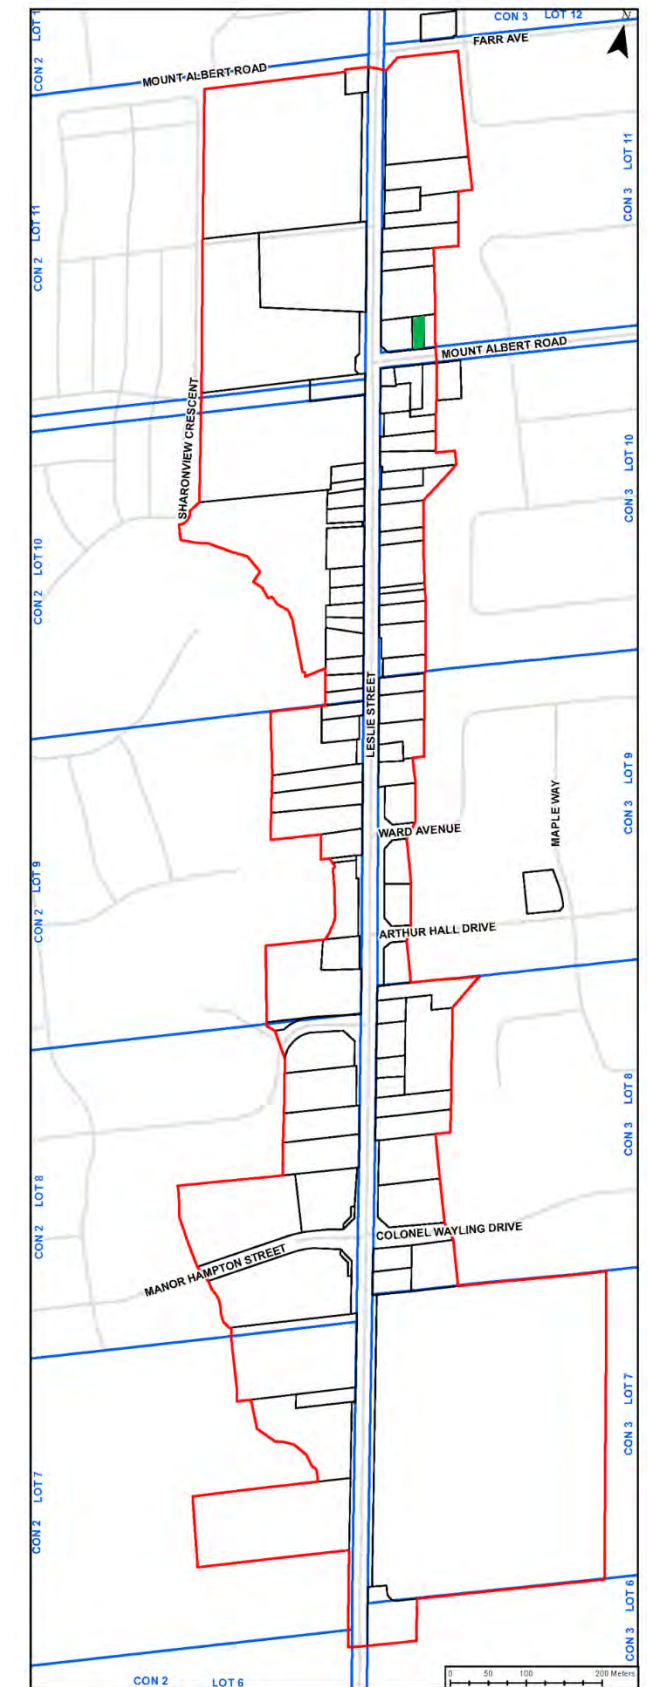 CON 3 LOT 12
N
CON 2 LOT 1
FARR AVE
MOUNT ALBERT ROAD
CON 3 LOT 11
CON 2 LOT 11
MOUNT ALBERT ROAD
SHARONVIEW CRESCENT
CON 3 LOT 10
CON 2 LOT 10
LESLIE STREET
CON 3 LOT 9
MAPLE WAY
WARD AVENUE
CON 2 LOT 9
ARTHUR HALL DRIVE
CON 3 LOT 8
CON 2 LOT 8
COLONEL WAYLING DRIVE
MANOR HAMPTON STREET
CON 3 LOT 7
CON 2 LOT 7
CON 3 LOT 6
CON 2 LOT 6
0 50 100 200 Meters